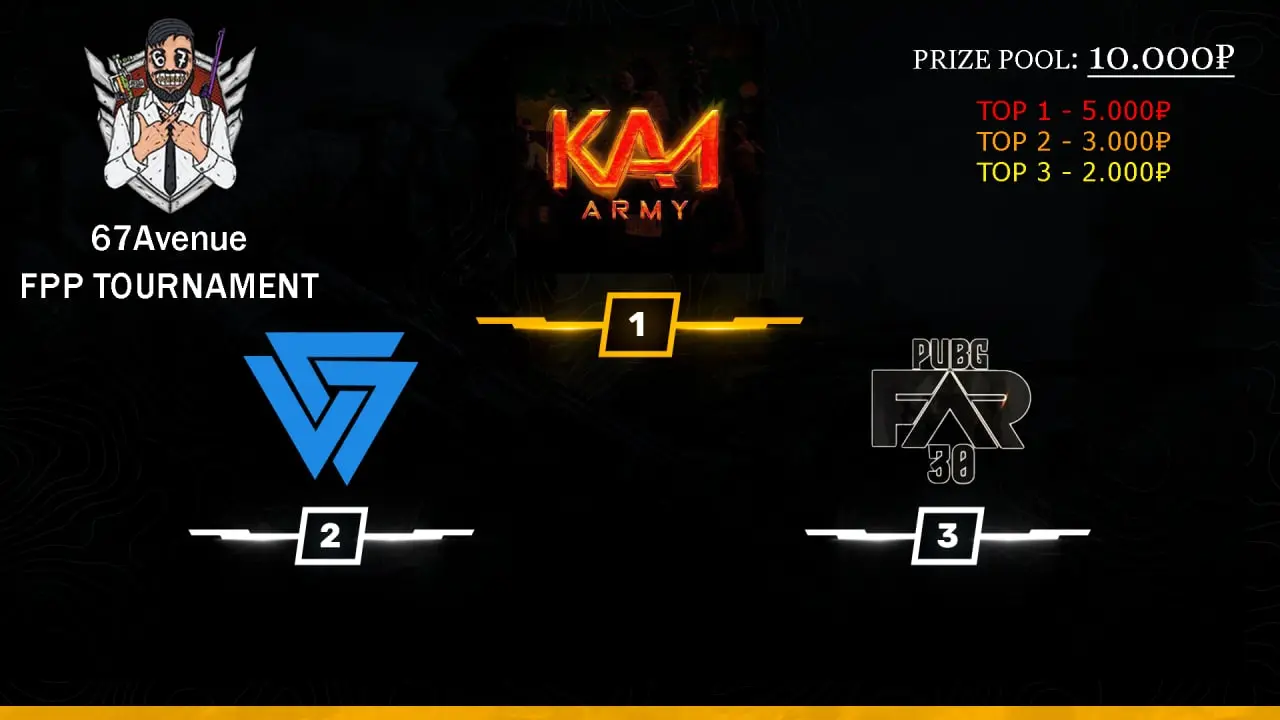 67
67Avenue
FPP TOURNAMENT
KAM
ARMY
PRIZE POOL: 10.000₽
TOP 1 - 5.000₽
TOP 2 - 3.000₽
TOP 3 - 2.000₽
1
2
PUBG
FAR
30
3